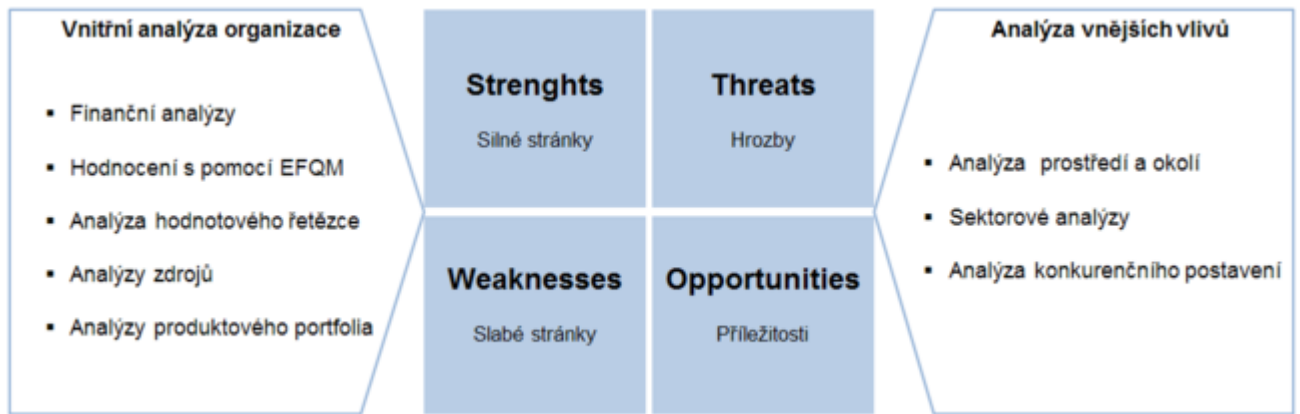 Vnitřní analýza organizace
▪ Finanční analýzy
▪ Hodnocení s pomocí EFQM
▪ Analýza hodnotového řetězce
▪ Analýzy zdrojů
▪ Analýzy produktového portfolia
Strenghts
Silné stránky
Threats
Hrozby
Weaknesses
Slabé stránky
Opportunities
Příležitosti
Analýza vnějších vlivů
▪ Analýza prostředí a okolí
▪ Sektorové analýzy
▪ Analýza konkurenčního postavení